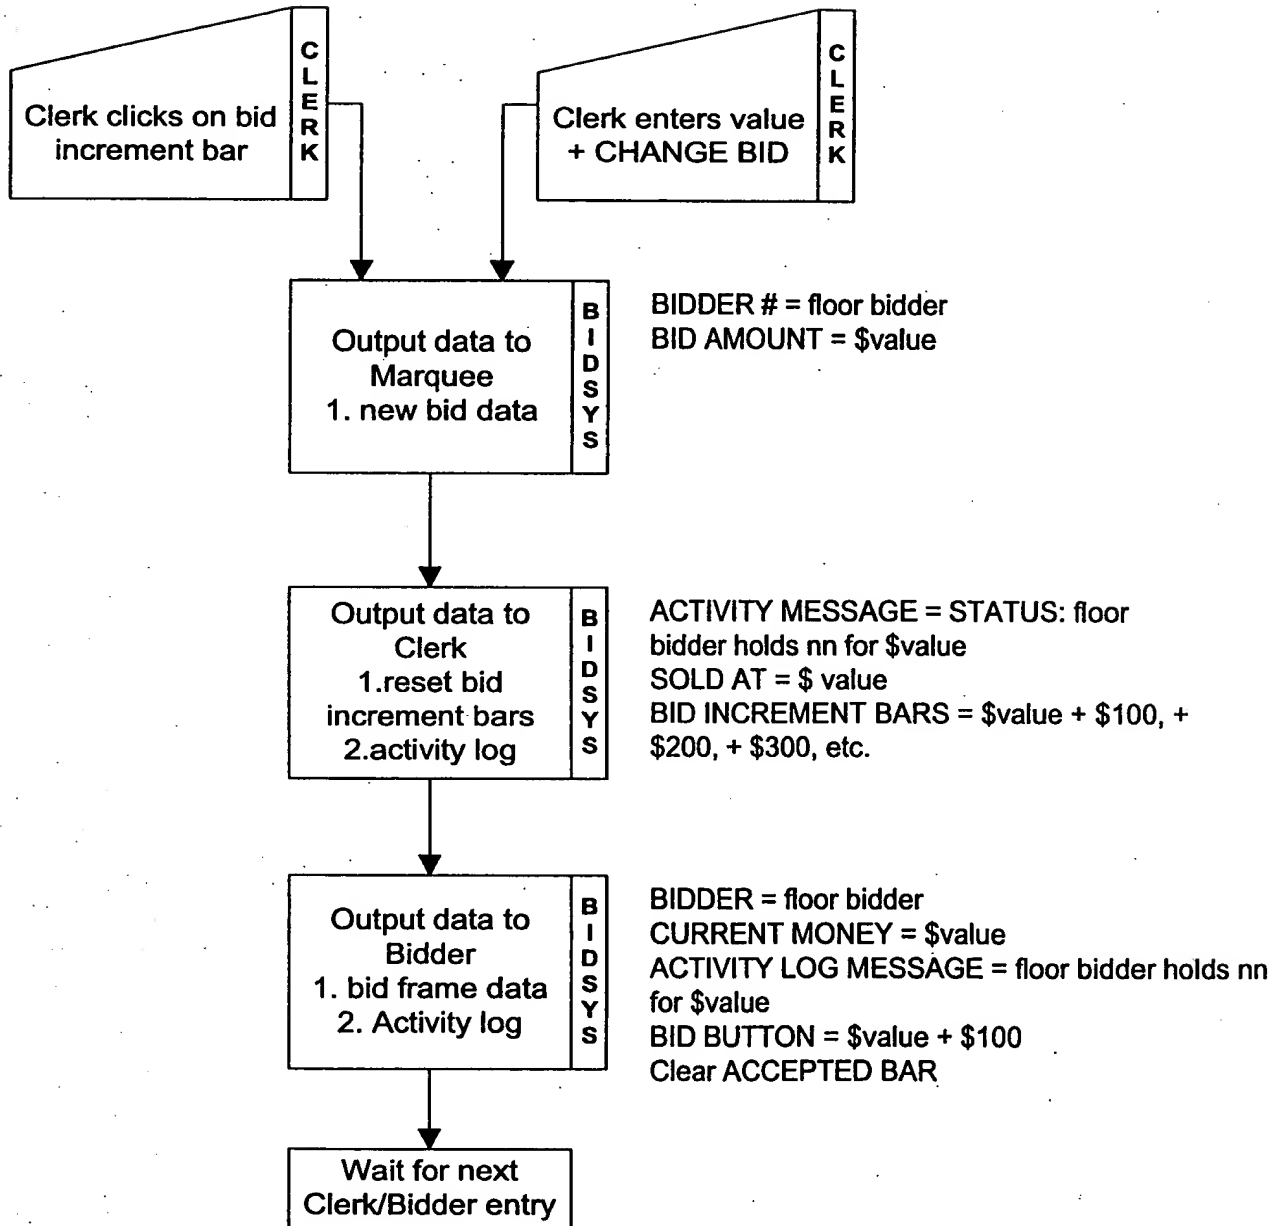 Clerk clicks on bid
increment bar
CLERK
Clerk enters value
+ CHANGE BID
CLERK
Output data to
Marquee
1. new bid data
BIDSYS
BIDDER # = floor bidder
BID AMOUNT = $value
Output data to
Clerk
1.reset bid
increment bars
2.activity log
BIDSYS
ACTIVITY MESSAGE = STATUS: floor
bidder holds nn for $value
SOLD AT = $ value
BID INCREMENT BARS = $value + $100, +
$200, + $300, etc.
Output data to
Bidder
1. bid frame data
2. Activity log
BIDSYS
BIDDER = floor bidder
CURRENT MONEY = $value
ACTIVITY LOG MESSAGE = floor bidder holds nn
for $value
BID BUTTON = $value + $100
Clear ACCEPTED BAR
Wait for next
Clerk/Bidder entry